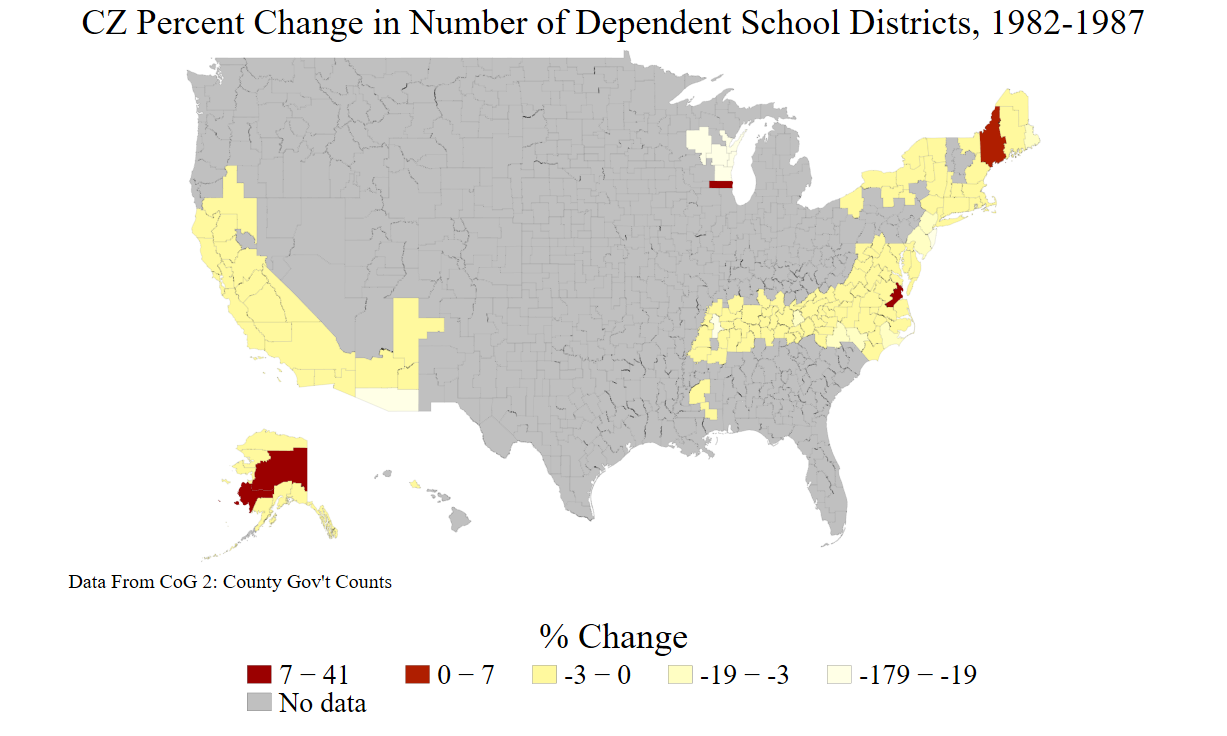 CZ Percent Change in Number of Dependent School Districts, 1982-1987
Data From CoG 2: County Gov't Counts
% Change
7 − 41 0 − 7 -3 − 0 -19 − -3 -179 − -19
No data